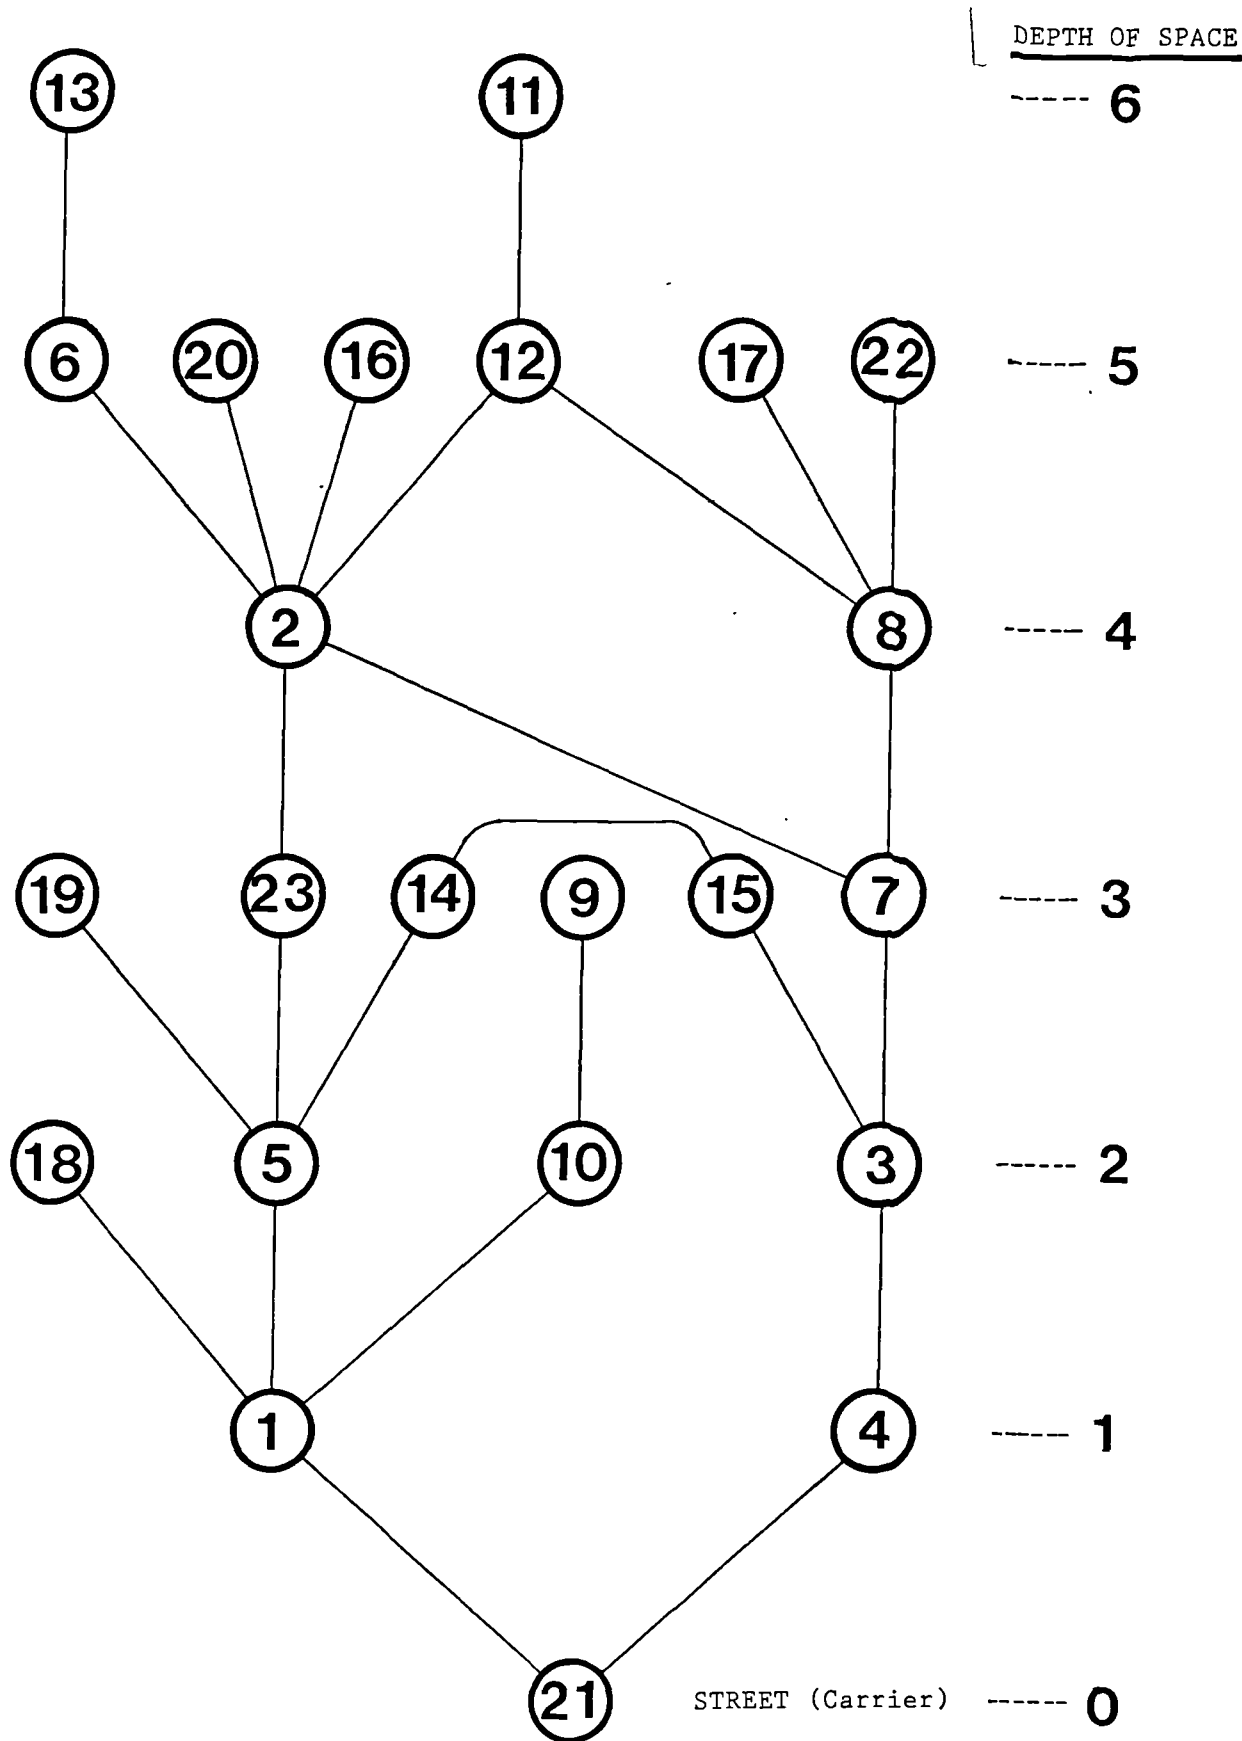 DEPTH OF SPACE
13 11 ----- 6
6 20 16 12 17 22 ----- 5
2 8 ----- 4
19 23 14 9 15 7 ----- 3
18 5 10 3 ----- 2
1 4 ----- 1
21 STREET (Carrier) ----- 0